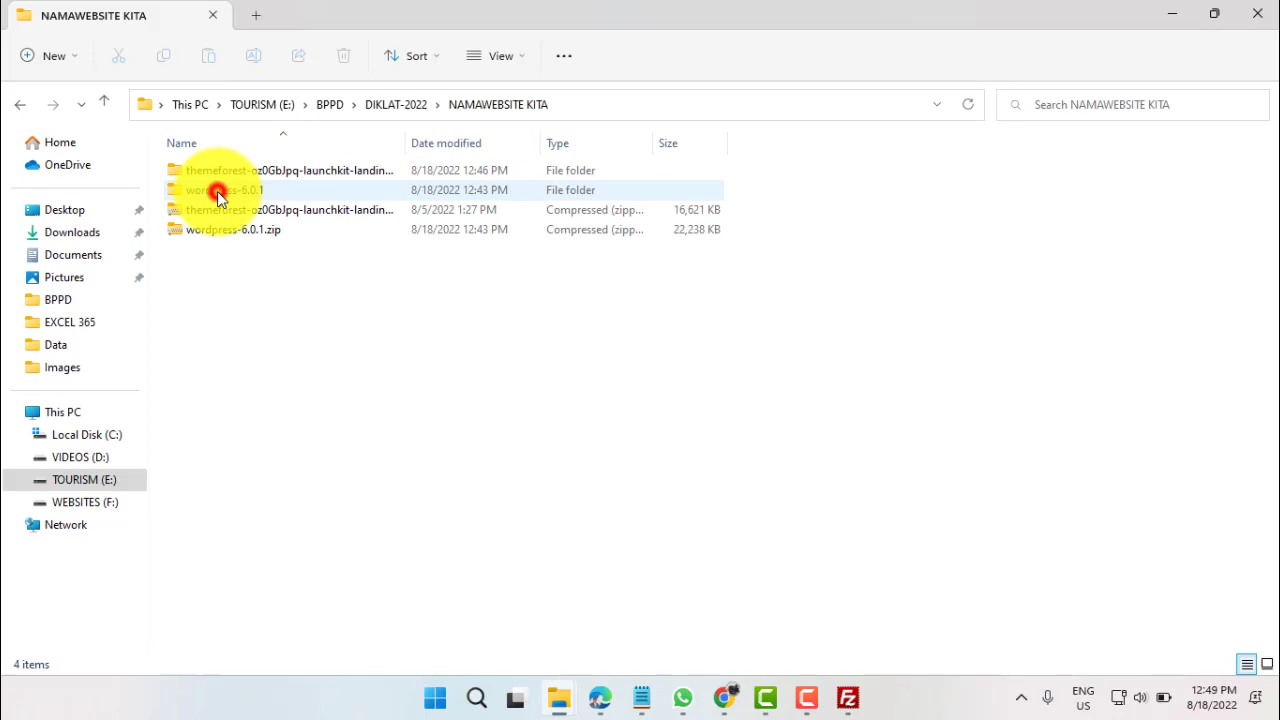 NAMAWEBSITE KITA
New
Sort
View
This PC
TOURISM (E:)
BPPD
DIKLAT-2022
NAMAWEBSITE KITA
Search NAMAWEBSITE KITA
Name
Date modified
Type
Size
themeforest-oz0GbJpq-launchkit-landin...
8/18/2022 12:46 PM
File folder
wordpress-6.0.1
8/18/2022 12:43 PM
File folder
themeforest-oz0GbJpq-launchkit-landin...
8/5/2022 1:27 PM
Compressed (zipp...
16,621 KB
wordpress-6.0.1.zip
8/18/2022 12:43 PM
Compressed (zipp...
22,238 KB
Home
OneDrive
Desktop
Downloads
Documents
Pictures
BPPD
EXCEL 365
Data
Images
This PC
Local Disk (C:)
VIDEOS (D:)
TOURISM (E:)
WEBSITES (F:)
Network
4 items
ENG
US
12:49 PM
8/18/2022